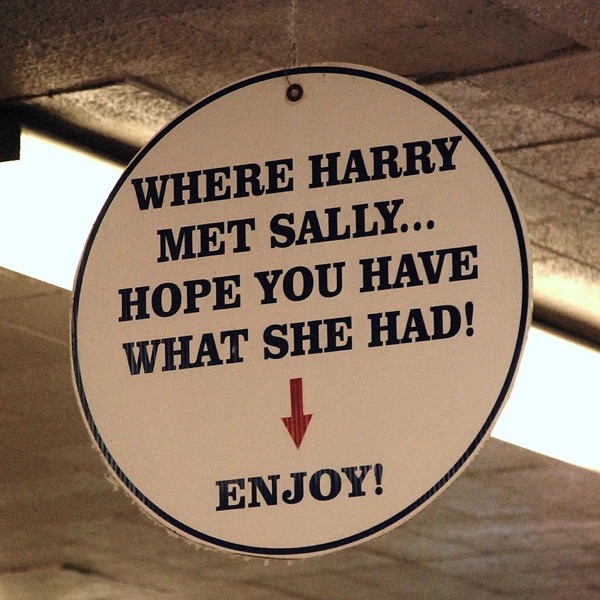 WHERE HARRY
MET SALLY...
HOPE YOU HAVE
WHAT SHE HAD!
ENJOY!